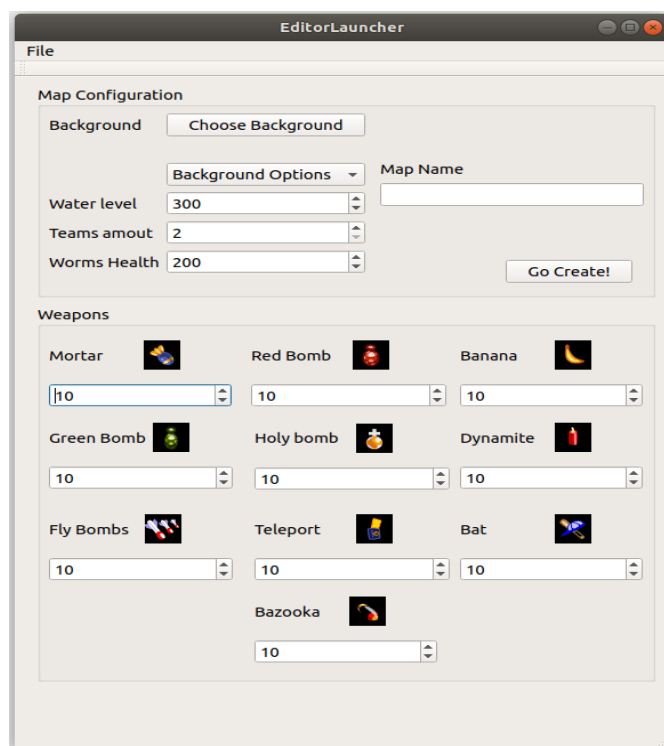 EditorLauncher
File
Map Configuration
Background Choose Background
Background Options Map Name
Water level 300
Teams amout 2
Worms Health 200
Go Create!
Weapons
Mortar Red Bomb Banana
10 10 10
Green Bomb Holy bomb Dynamite
10 10 10
Fly Bombs Teleport Bat
10 10 10
Bazooka
10